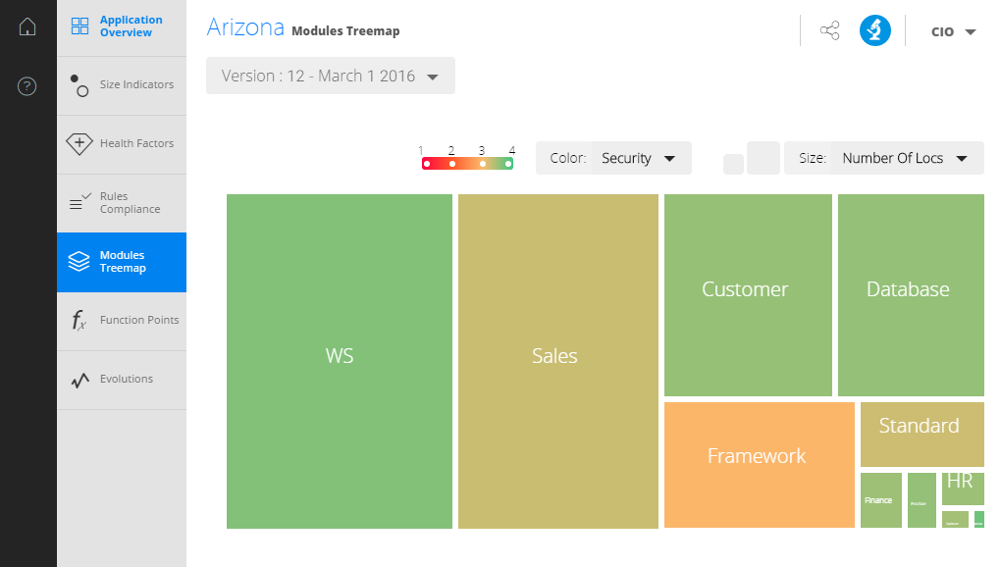 Application
Overview
Size Indicators
Health Factors
Rules
Compliance
Modules
Treemap
Function Points
Evolutions
?
fx
Arizona Modules Treemap
CIO
Version : 12 - March 1 2016
1 2 3 4
Color: Security
Size: Number Of Locs
WS
Sales
Customer
Database
Framework
Standard
Finance
HR